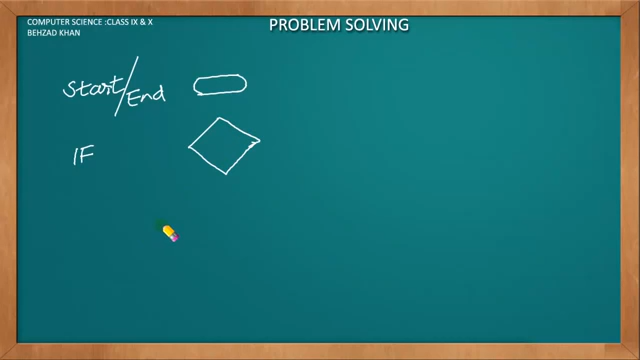 COMPUTER SCIENCE :CLASS IX & X
BEHZAD KHAN
PROBLEM SOLVING
Start/End
IF